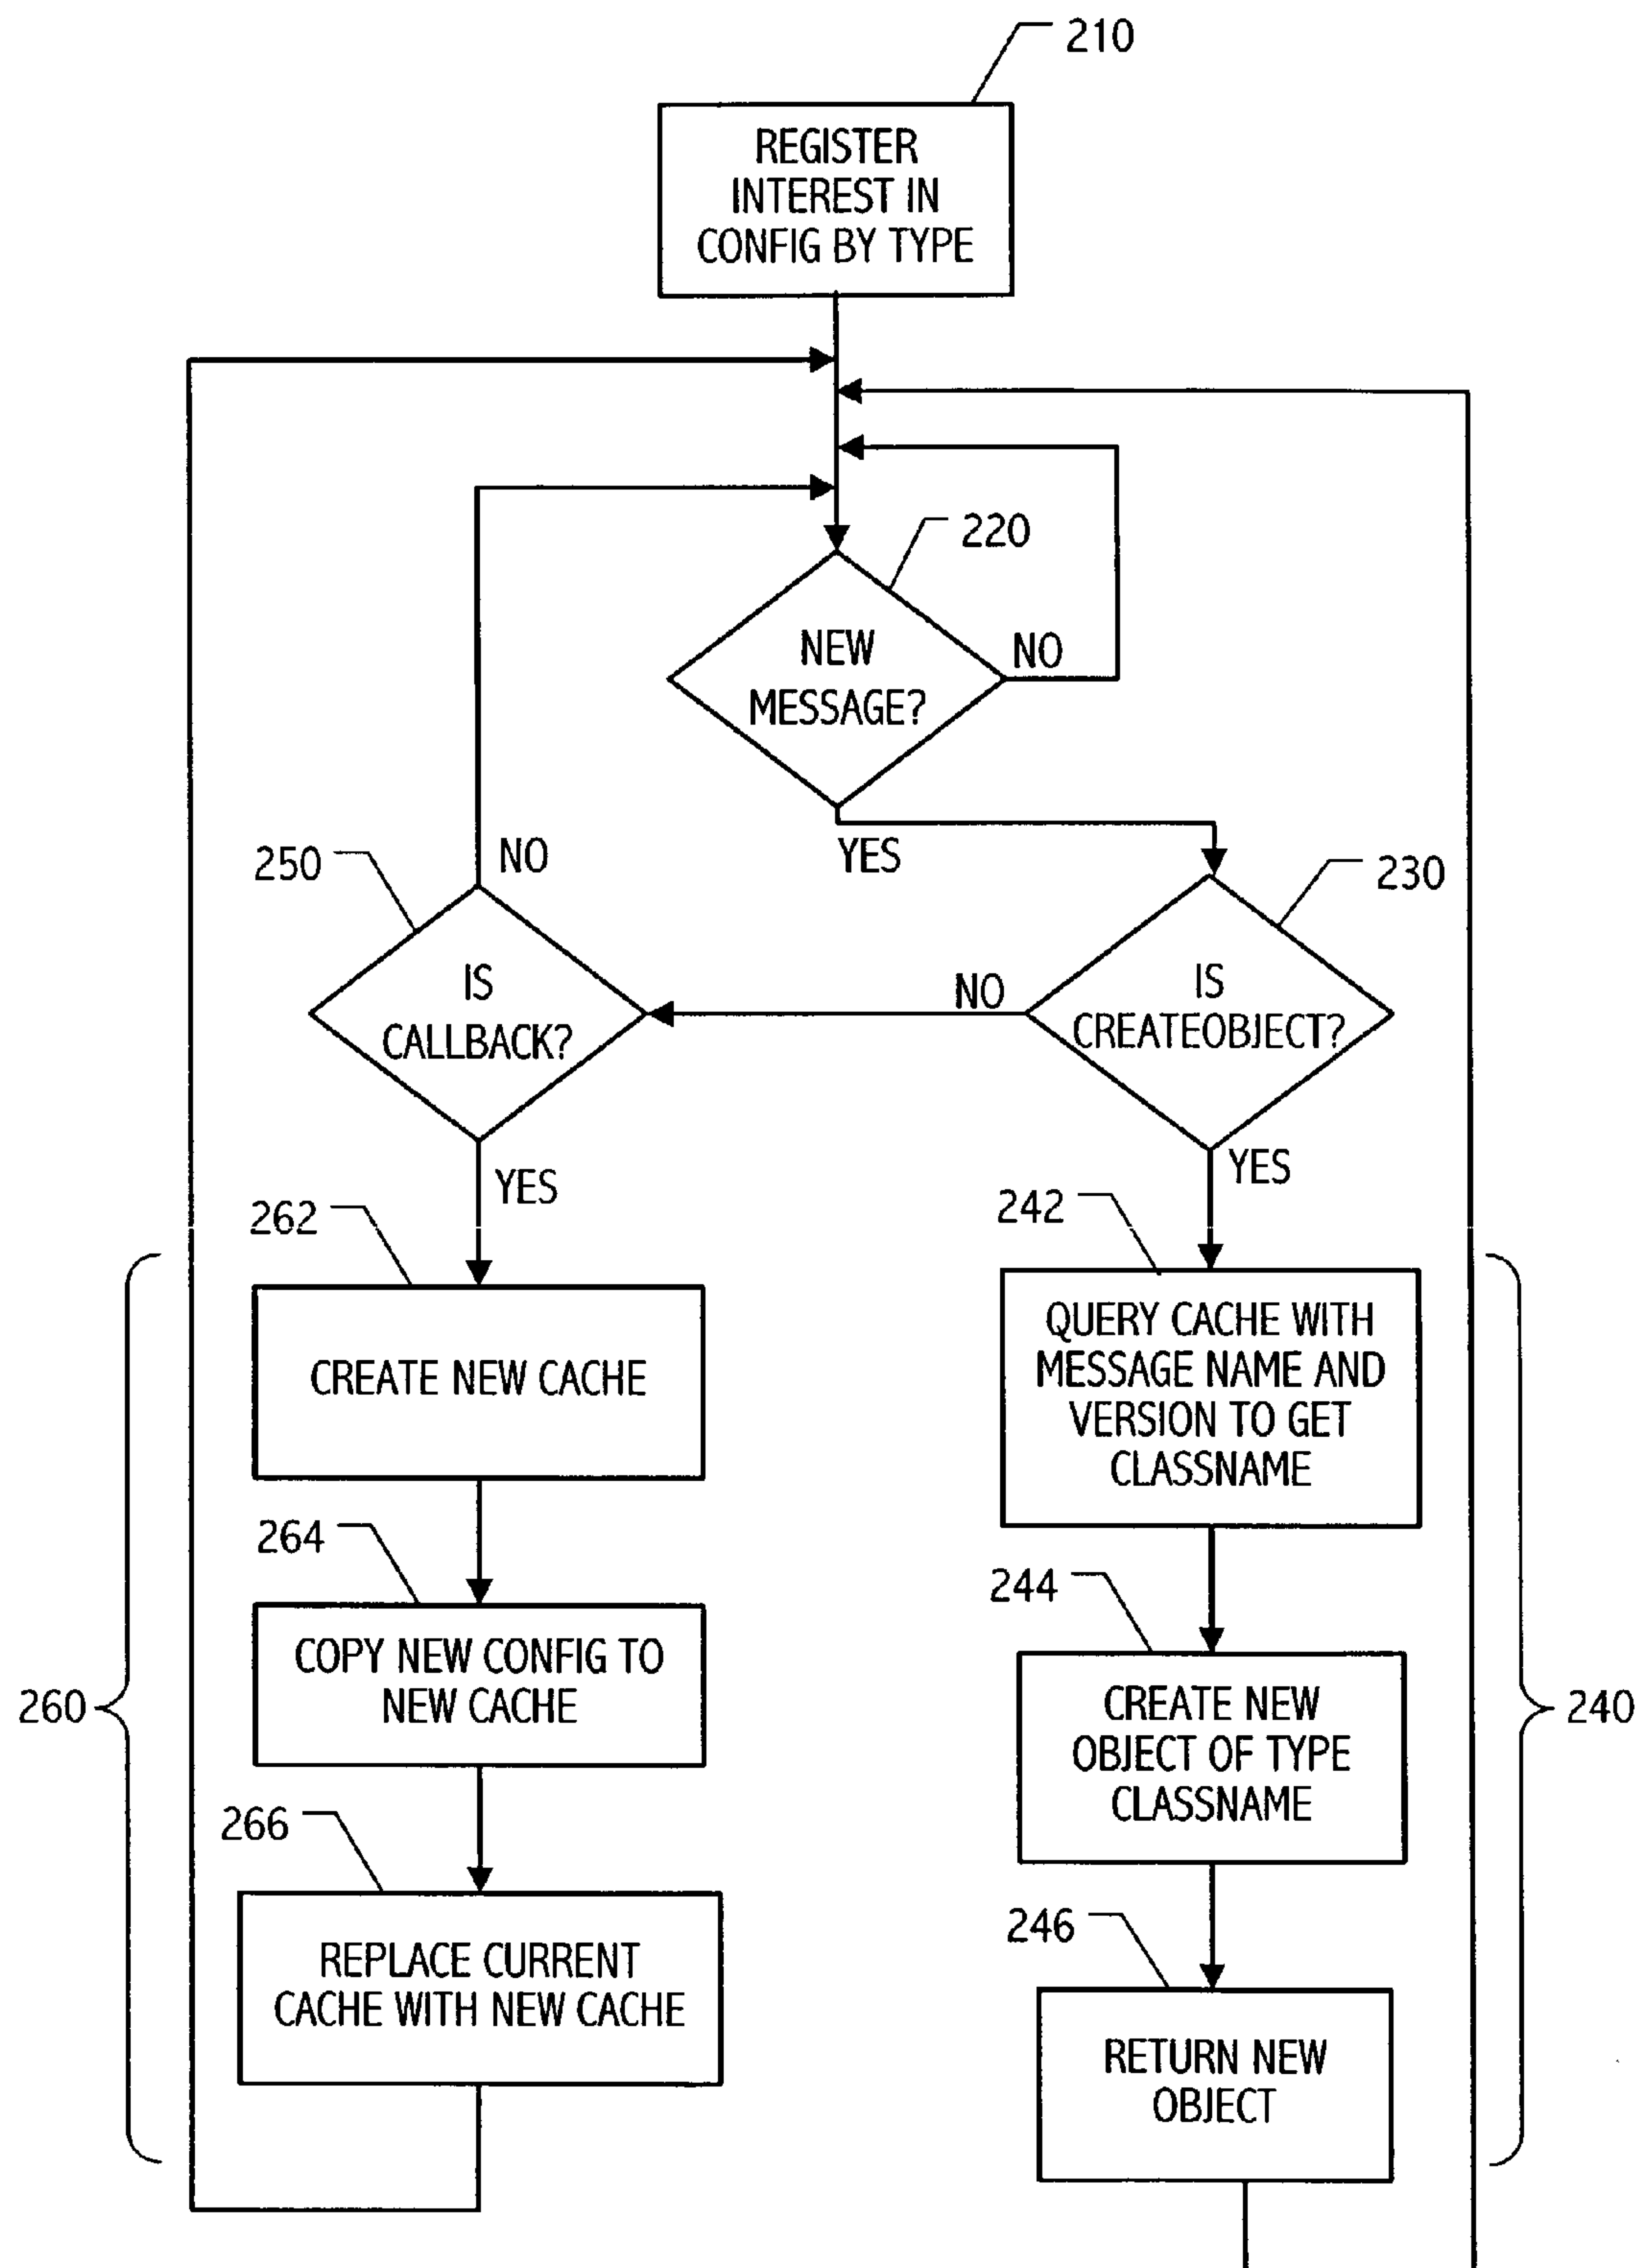 210
REGISTER
INTEREST IN
CONFIG BY TYPE
220
NEW
MESSAGE?
NO
YES
250
NO
230
IS
CALLBACK?
NO
IS
CREATEOBJECT?
YES
YES
262
242
CREATE NEW CACHE
QUERY CACHE WITH
MESSAGE NAME AND
VERSION TO GET
CLASSNAME
264
244
COPY NEW CONFIG TO
NEW CACHE
CREATE NEW
OBJECT OF TYPE
CLASSNAME
260
240
266
246
REPLACE CURRENT
CACHE WITH NEW CACHE
RETURN NEW
OBJECT